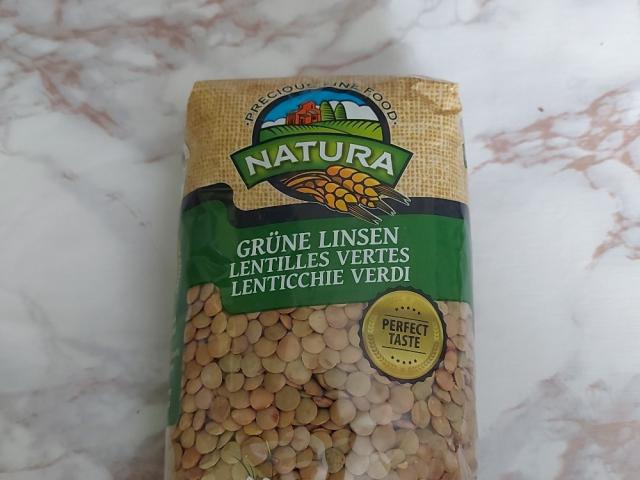 ·PRECIOUS FINE FOOD·
NATURA
GRÜNE LINSEN
LENTILLES VERTES
LENTICCHIE VERDI
PERFECT
TASTE